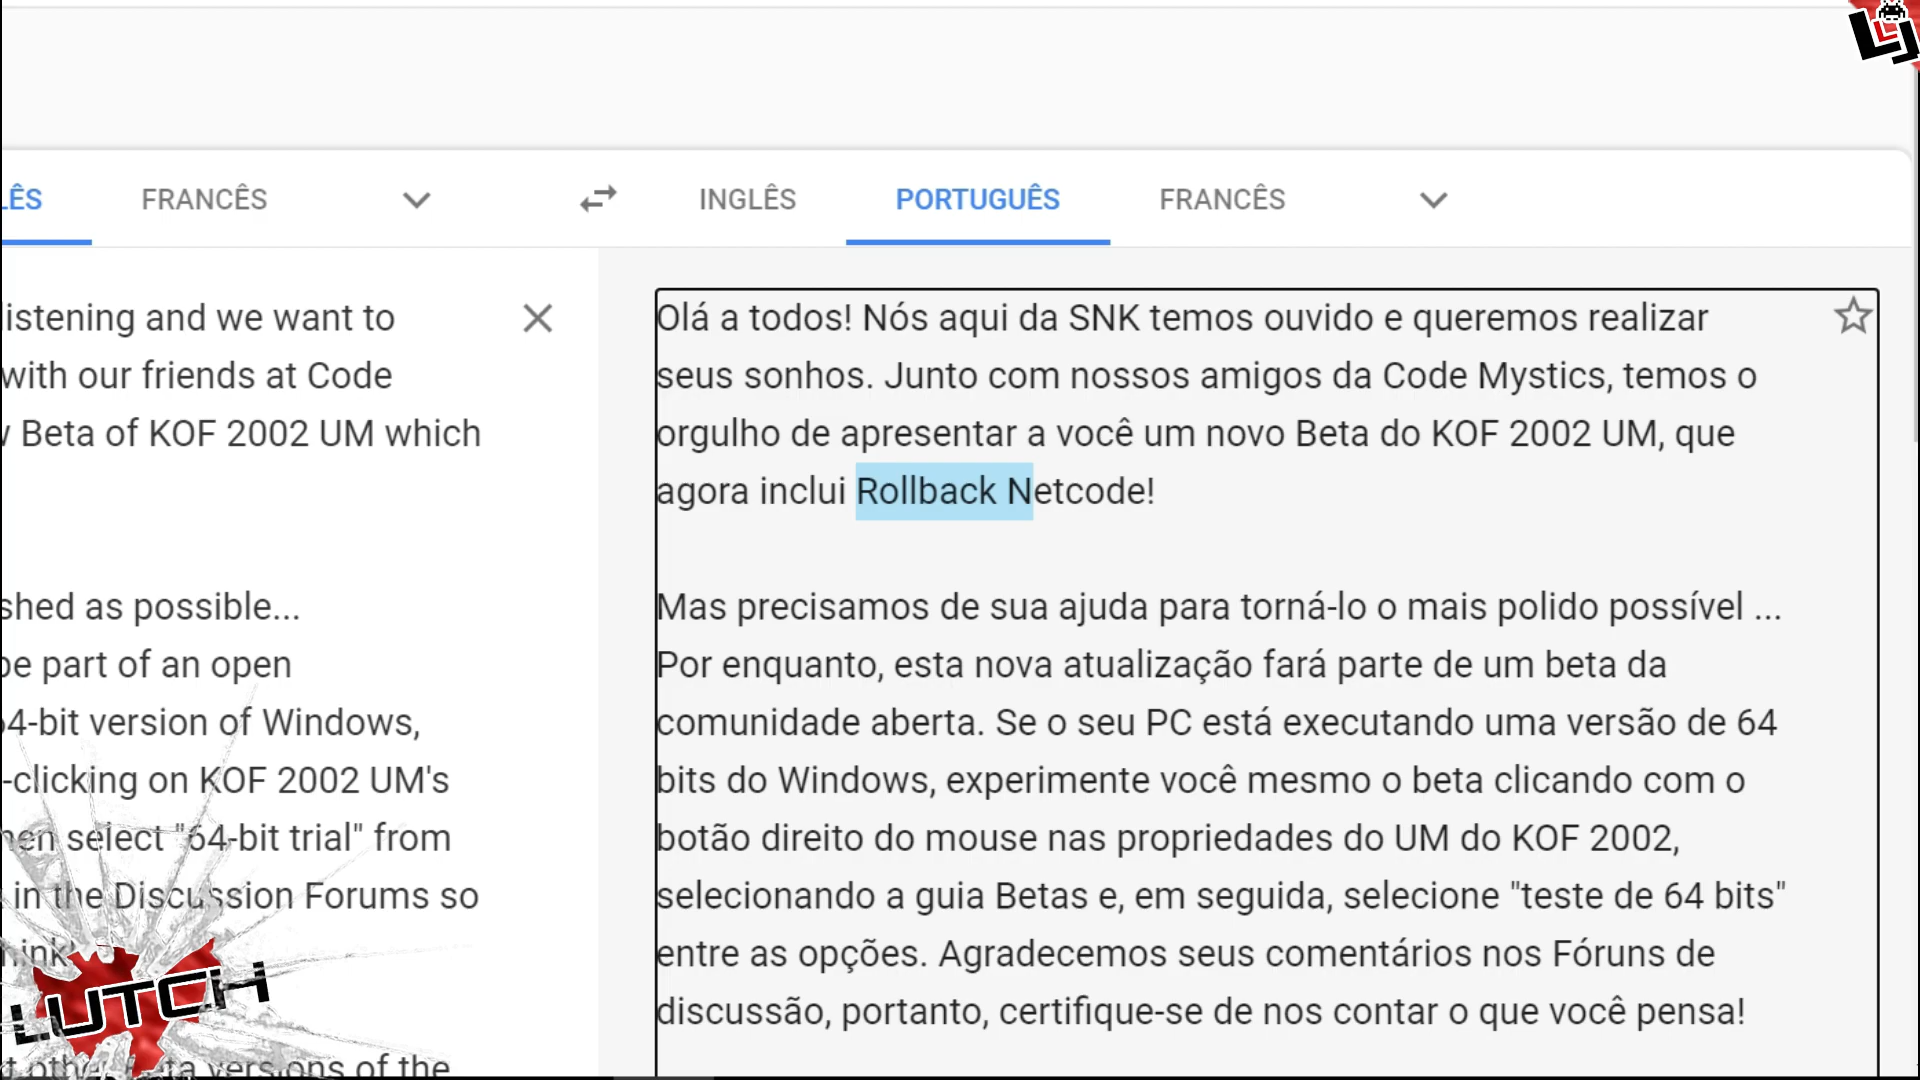 FRANCÊS
INGLÊS
PORTUGUÊS
FRANCÊS
listening and we want to
with our friends at Code
Beta of KOF 2002 UM which
as possible...
be part of an open
64-bit version of Windows,
-clicking on KOF 2002 UM's
select "64-bit trial" from
in the Discussion Forums so
versions of the
Olá a todos! Nós aqui da SNK temos ouvido e queremos realizar
seus sonhos. Junto com nossos amigos da Code Mystics, temos o
orgulho de apresentar a você um novo Beta do KOF 2002 UM, que
agora inclui Rollback Netcode!
Mas precisamos de sua ajuda para torná-lo o mais polido possível ...
Por enquanto, esta nova atualização fará parte de um beta da
comunidade aberta. Se o seu PC está executando uma versão de 64
bits do Windows, experimente você mesmo o beta clicando com o
botão direito do mouse nas propriedades do UM do KOF 2002,
selecionando a guia Betas e, em seguida, selecione "teste de 64 bits"
entre as opções. Agradecemos seus comentários nos Fóruns de
discussão, portanto, certifique-se de nos contar o que você pensa!
LUTCH